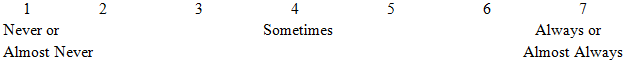 1 2 3 4 5 6 7
Never or Sometimes Always or
Almost Never Almost Always